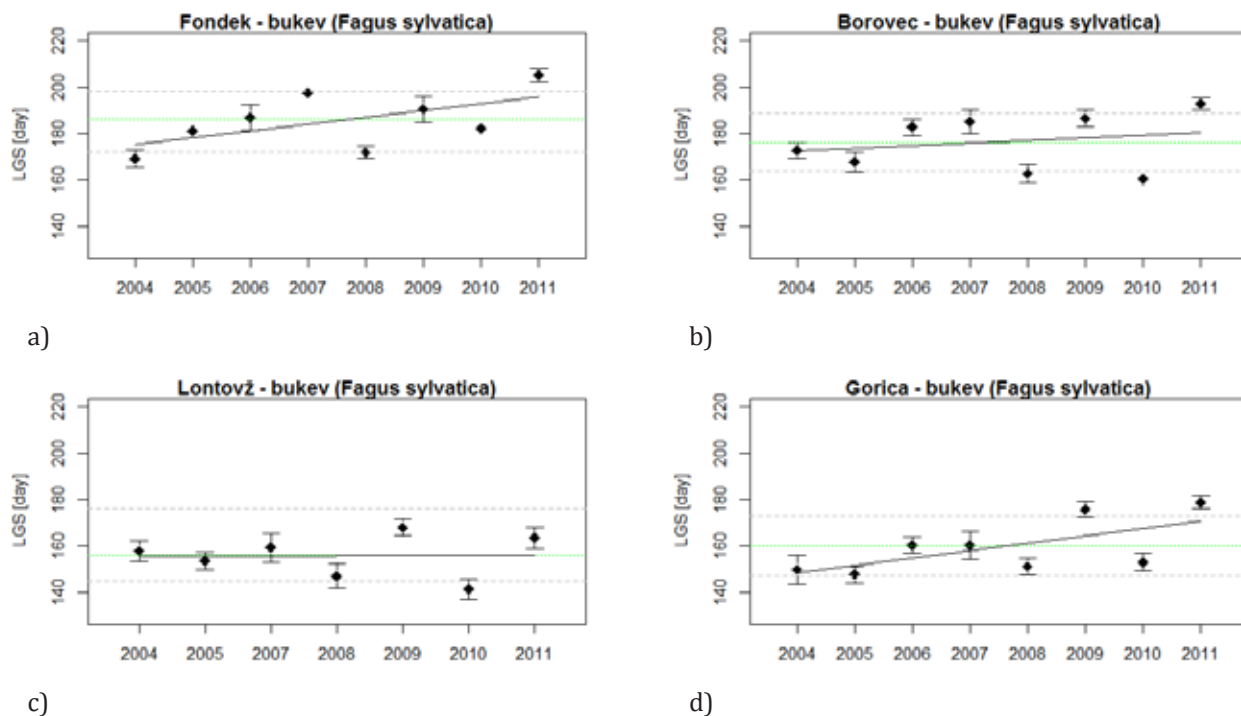 Fondek - bukev (Fagus sylvatica)
LGS [day]
220
200
180
160
140
2004 2005 2006 2007 2008 2009 2010 2011
a)
Borovec - bukev (Fagus sylvatica)
LGS [day]
220
200
180
160
140
2004 2005 2006 2007 2008 2009 2010 2011
b)
Lontovž - bukev (Fagus sylvatica)
LGS [day]
220
200
180
160
140
2004 2005 2007 2008 2009 2010 2011
c)
Gorica - bukev (Fagus sylvatica)
LGS [day]
220
200
180
160
140
2004 2005 2006 2007 2008 2009 2010 2011
d)